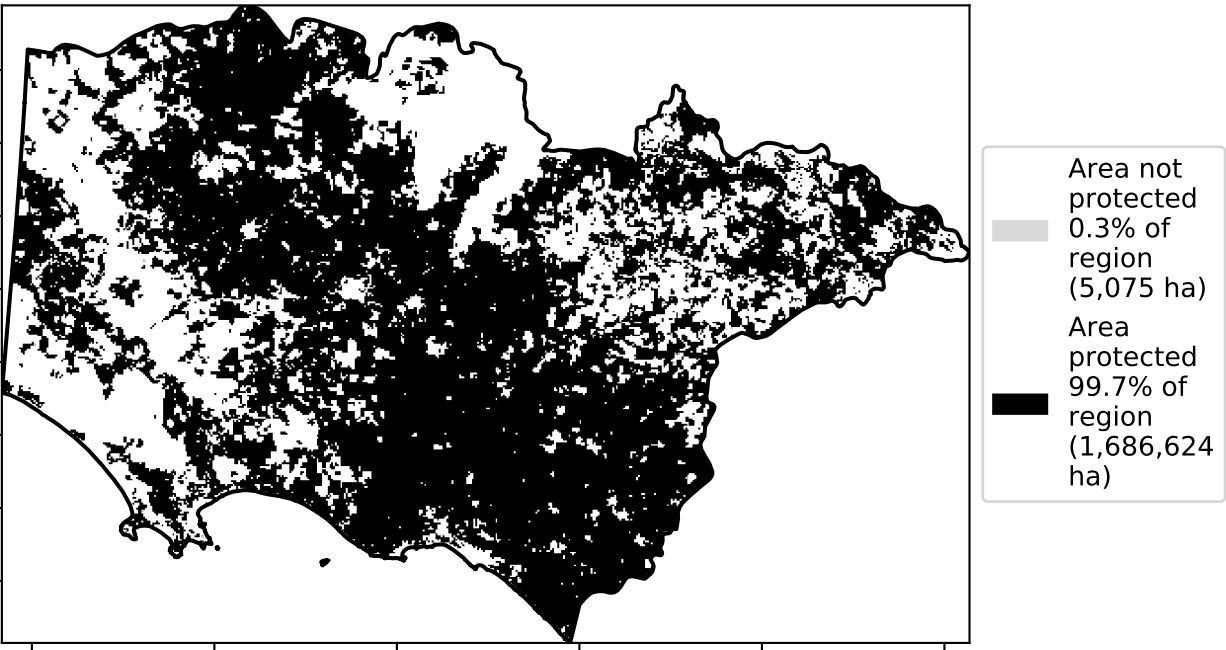 Area not
protected
0.3% of
region
(5,075 ha)
Area
protected
99.7% of
region
(1,686,624
ha)